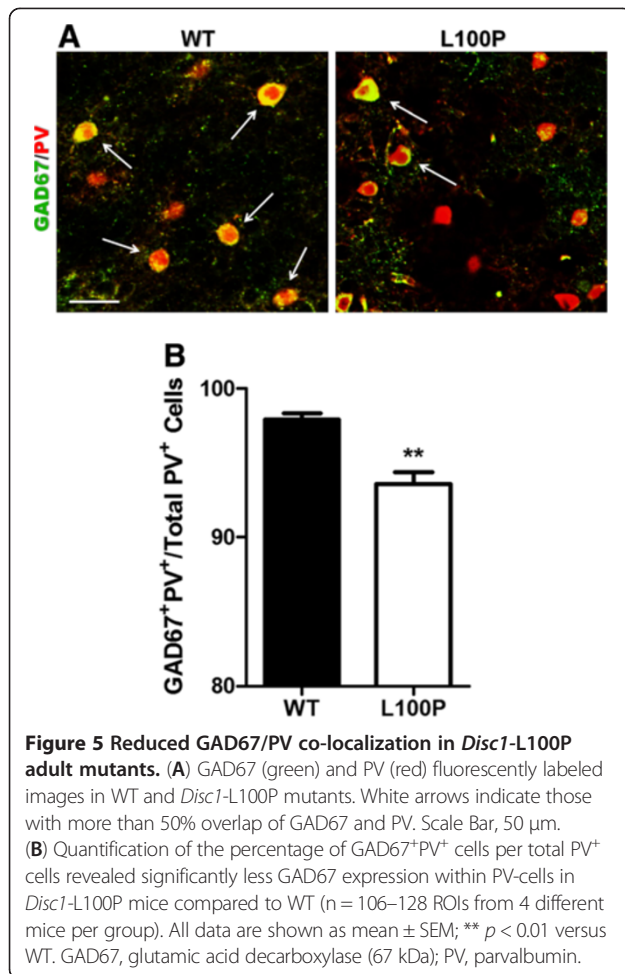 A
WT
L100P
GAD67/PV
B
GAD67+PV+/Total PV+ Cells
100
90
80
**
WT
L100P
Figure 5 Reduced GAD67/PV co-localization in Disc1-L100P
adult mutants. (A) GAD67 (green) and PV (red) fluorescently labeled
images in WT and Disc1-L100P mutants. White arrows indicate those
with more than 50% overlap of GAD67 and PV. Scale Bar, 50 μm.
(B) Quantification of the percentage of GAD67+PV+ cells per total PV+
cells revealed significantly less GAD67 expression within PV-cells in
Disc1-L100P mice compared to WT (n = 106–128 ROIs from 4 different
mice per group). All data are shown as mean ± SEM; ** p < 0.01 versus
WT. GAD67, glutamic acid decarboxylase (67 kDa); PV, parvalbumin.